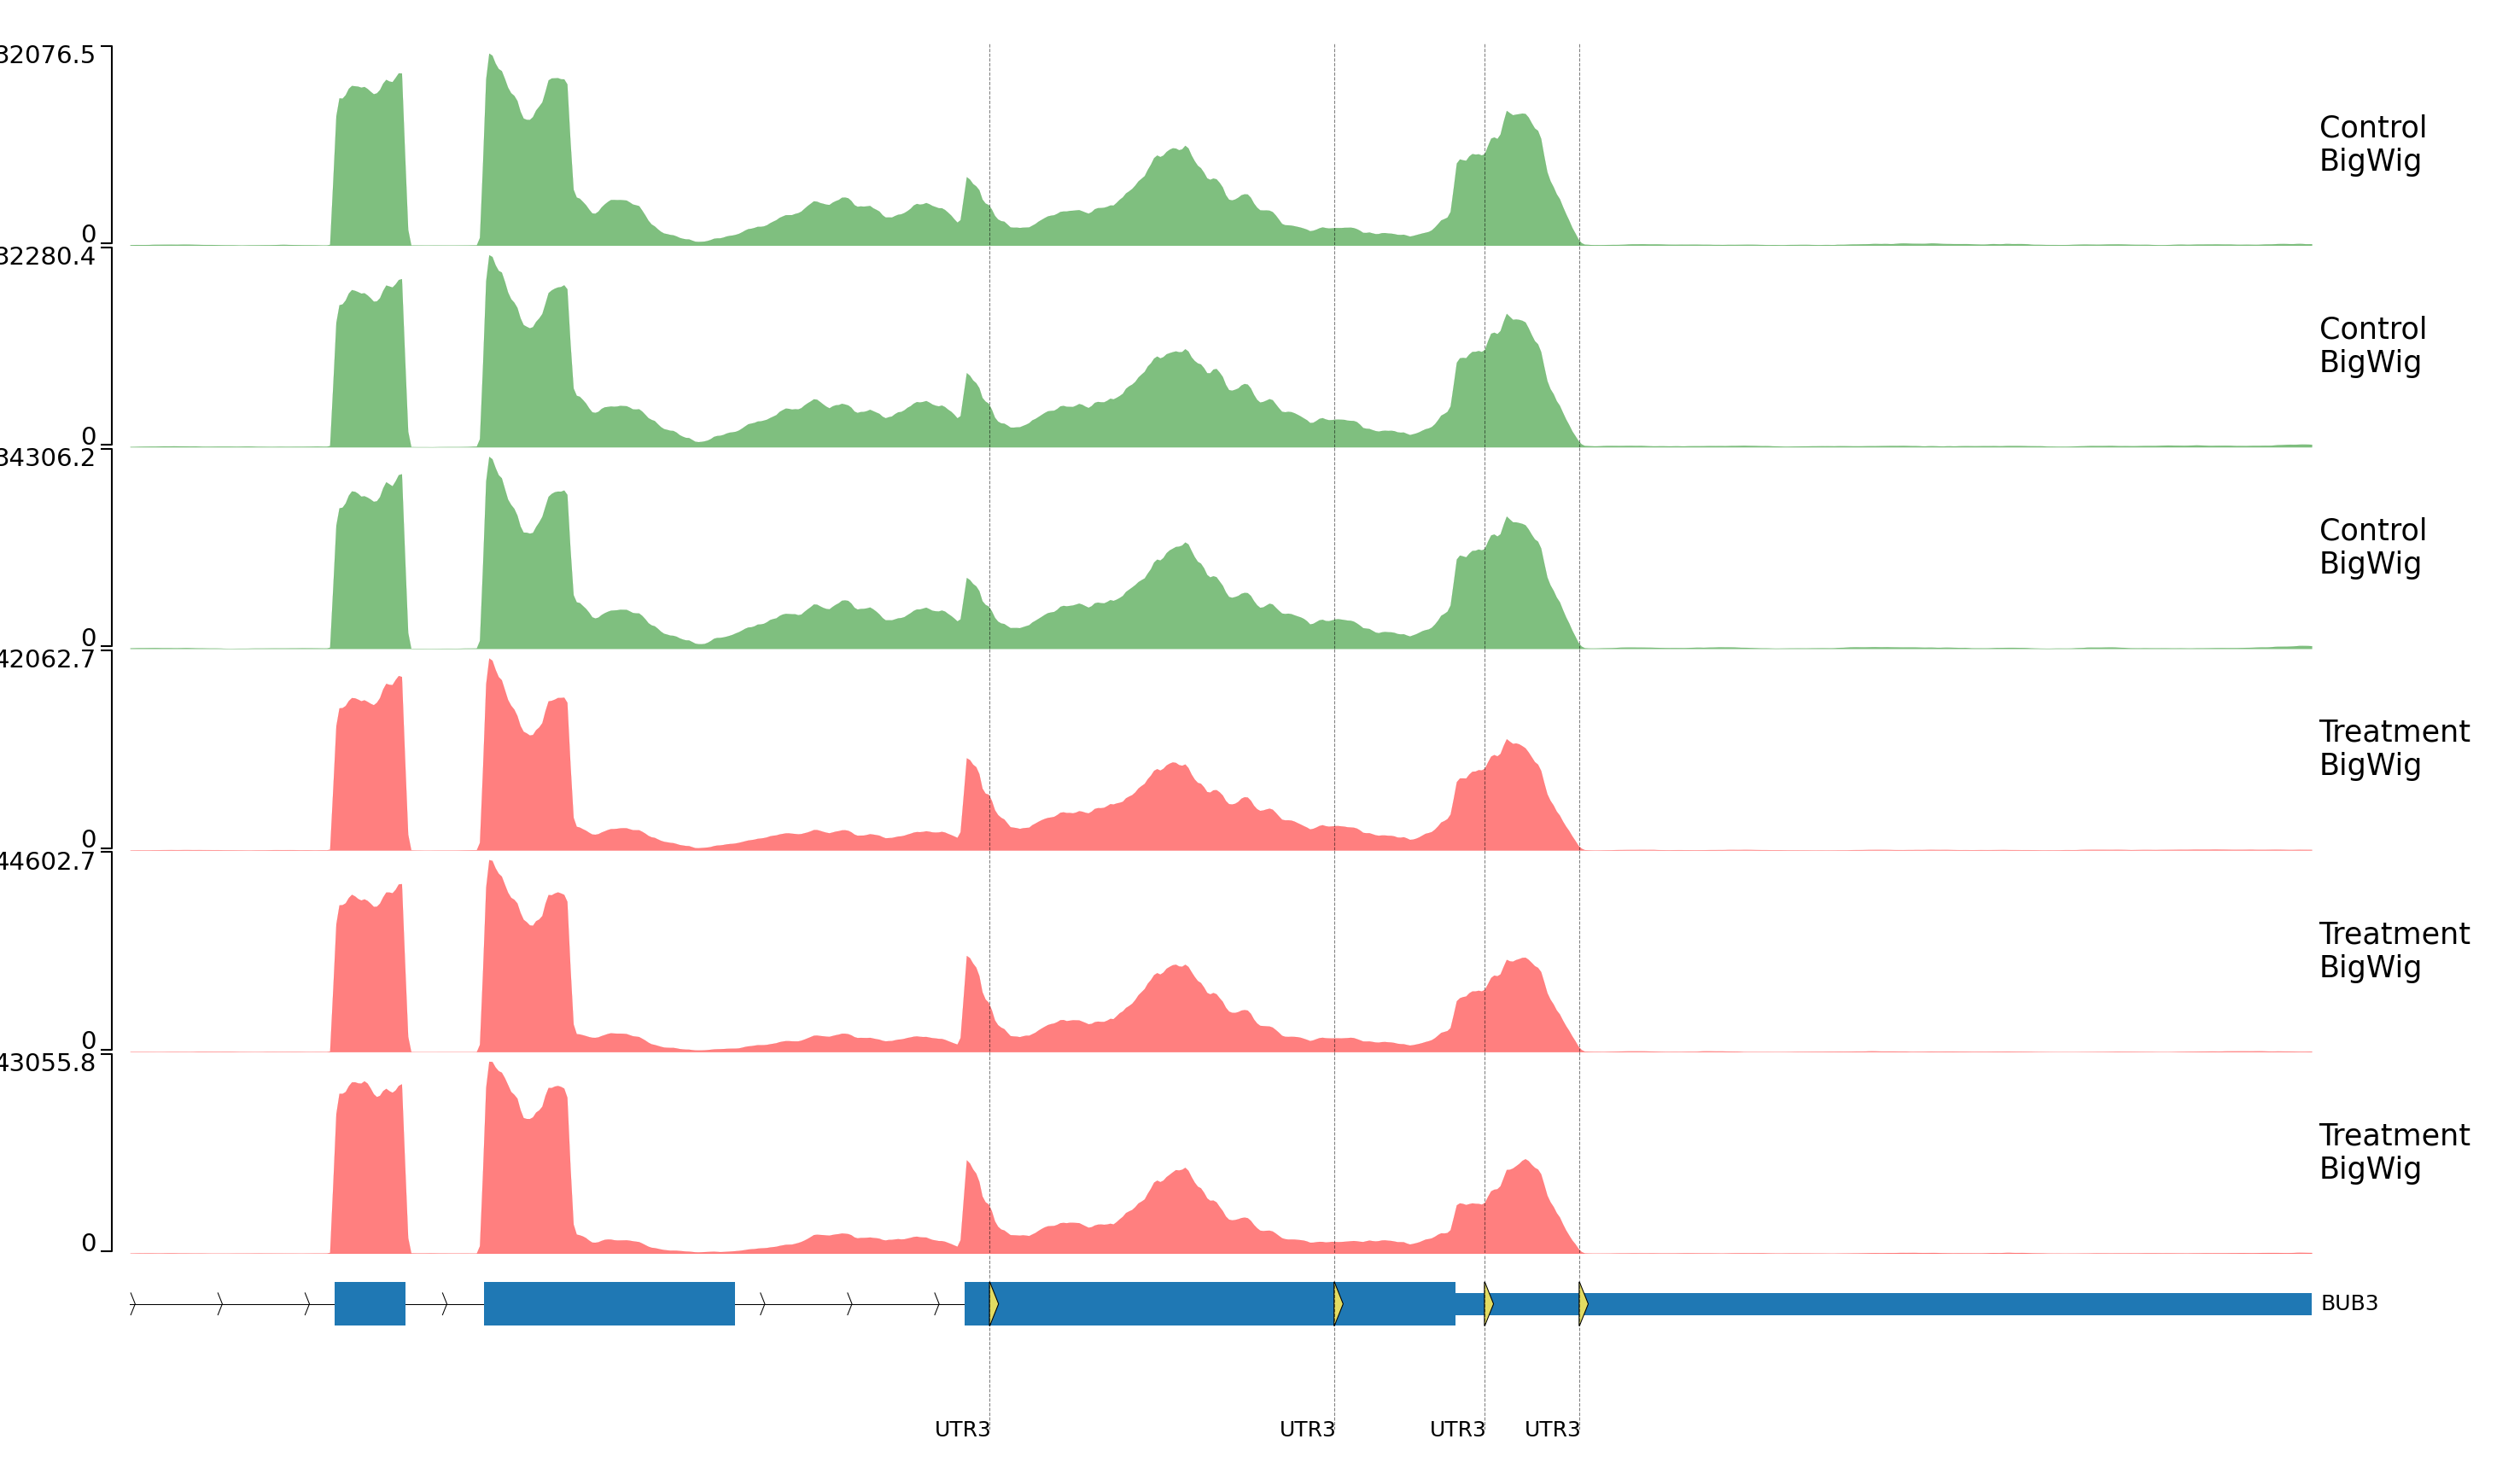 32076.5
0
Control
BigWig
32280.4
0
Control
BigWig
34306.2
0
Control
BigWig
42062.7
0
Treatment
BigWig
44602.7
0
Treatment
BigWig
43055.8
0
Treatment
BigWig
BUB3
UTR3 UTR3 UTR3 UTR3